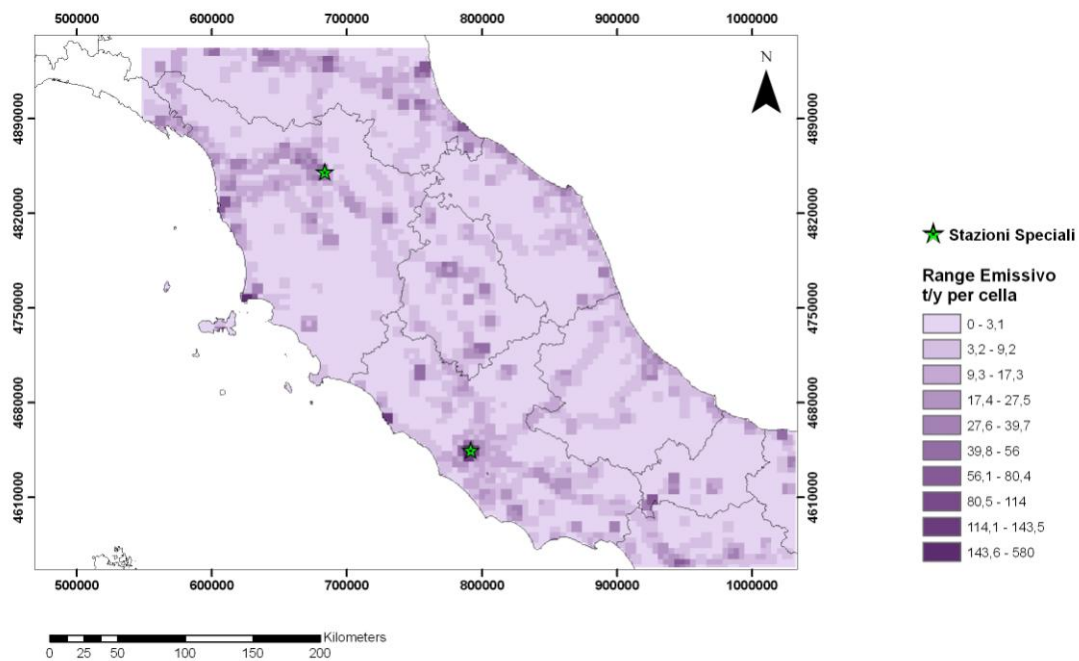 500000 600000 700000 800000 900000 1000000
N
4890000 4890000
4820000 4820000
4750000 4750000
4680000 4680000
4610000 4610000
500000 600000 700000 800000 900000 1000000
Stazioni Speciali
Range Emissivo
t/y per cella
0 - 3,1
3,2 - 9,2
9,3 - 17,3
17,4 - 27,5
27,6 - 39,7
39,8 - 56
56,1 - 80,4
80,5 - 114
114,1 - 143,5
143,6 - 580
Kilometers
0 25 50 100 150 200